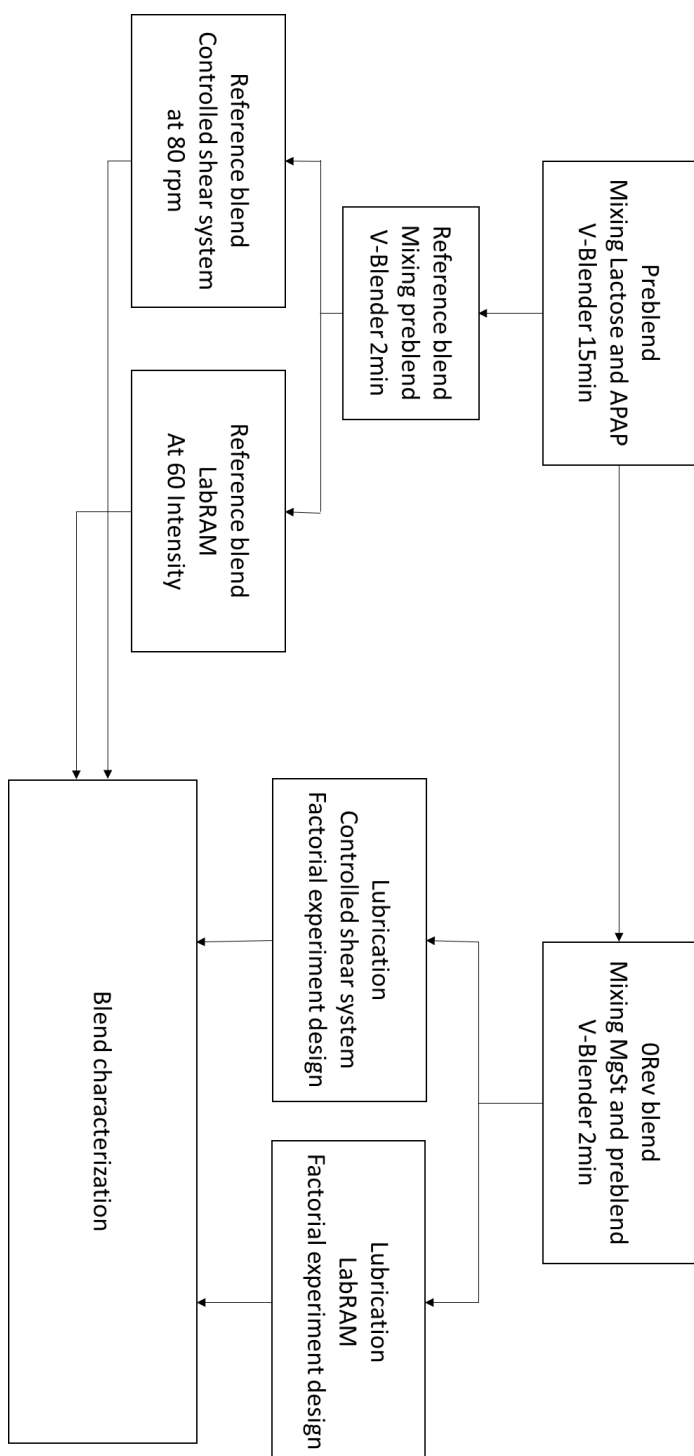 Preblend
Mixing Lactose and APAP
V-Blender 15min
0Rev blend
Mixing MgSt and preblend
V-Blender 2min
Reference blend
Mixing preblend
V-Blender 2min
Reference blend
Controlled shear system
at 80 rpm
Reference blend
LabRAM
At 60 Intensity
Lubrication
Controlled shear system
Factorial experiment design
Lubrication
LabRAM
Factorial experiment design
Blend characterization